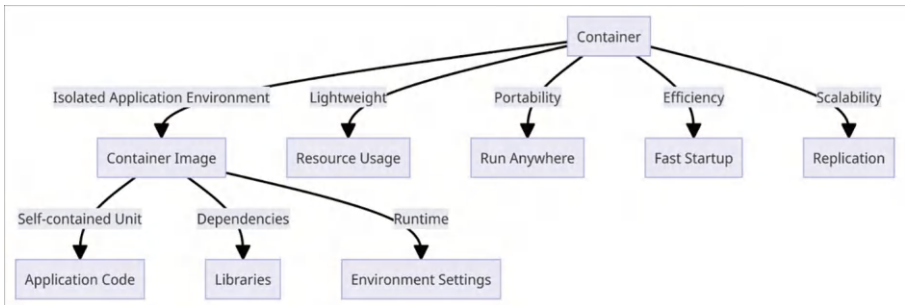 Container
Isolated Application Environment
Lightweight
Portability
Efficiency
Scalability
Container Image
Resource Usage
Run Anywhere
Fast Startup
Replication
Self-contained Unit
Dependencies
Runtime
Application Code
Libraries
Environment Settings